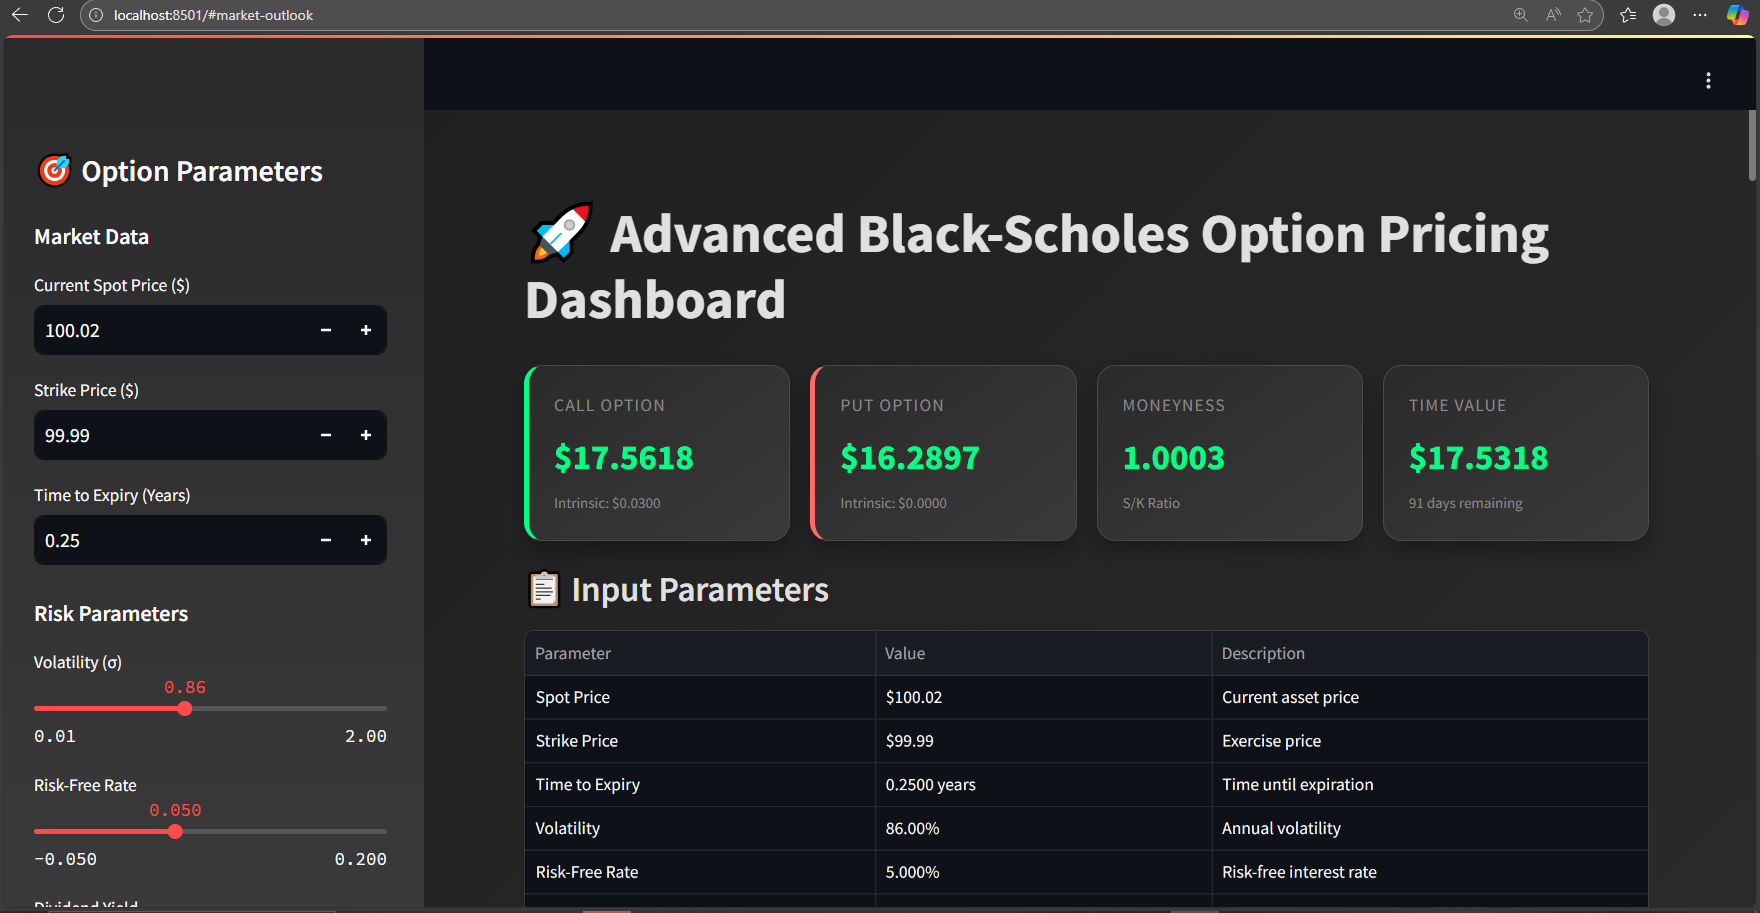 localhost:8501/#market-outlook
Option Parameters
Market Data
Current Spot Price ($)
100.02
Strike Price ($)
99.99
Time to Expiry (Years)
0.25
Risk Parameters
Volatility (σ)
0.86
0.01 2.00
Risk-Free Rate
0.050
-0.050 0.200
Dividend Yield
Advanced Black-Scholes Option Pricing
Dashboard
CALL OPTION
$17.5618
Intrinsic: $0.0300
PUT OPTION
$16.2897
Intrinsic: $0.0000
MONEYNESS
1.0003
S/K Ratio
TIME VALUE
$17.5318
91 days remaining
Input Parameters
Parameter Value Description
Spot Price $100.02 Current asset price
Strike Price $99.99 Exercise price
Time to Expiry 0.2500 years Time until expiration
Volatility 86.00% Annual volatility
Risk-Free Rate 5.000% Risk-free interest rate